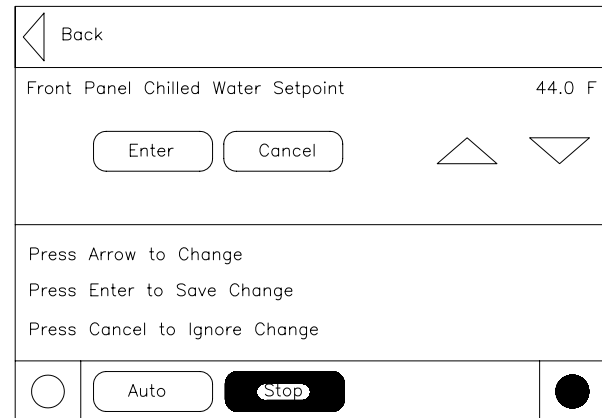 Back
Front Panel Chilled Water Setpoint 44.0 F
Enter Cancel
Press Arrow to Change
Press Enter to Save Change
Press Cancel to Ignore Change
Auto Stop